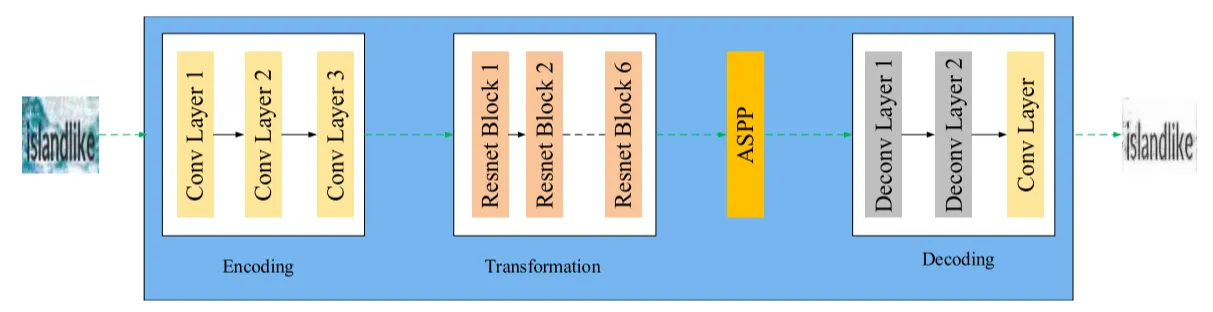 islandlike
Conv Layer 1
Conv Layer 2
Conv Layer 3
Encoding
Resnet Block 1
Resnet Block 2
Resnet Block 6
Transformation
ASPP
Deconv Layer 1
Deconv Layer 2
Conv Layer
Decoding
islandlike